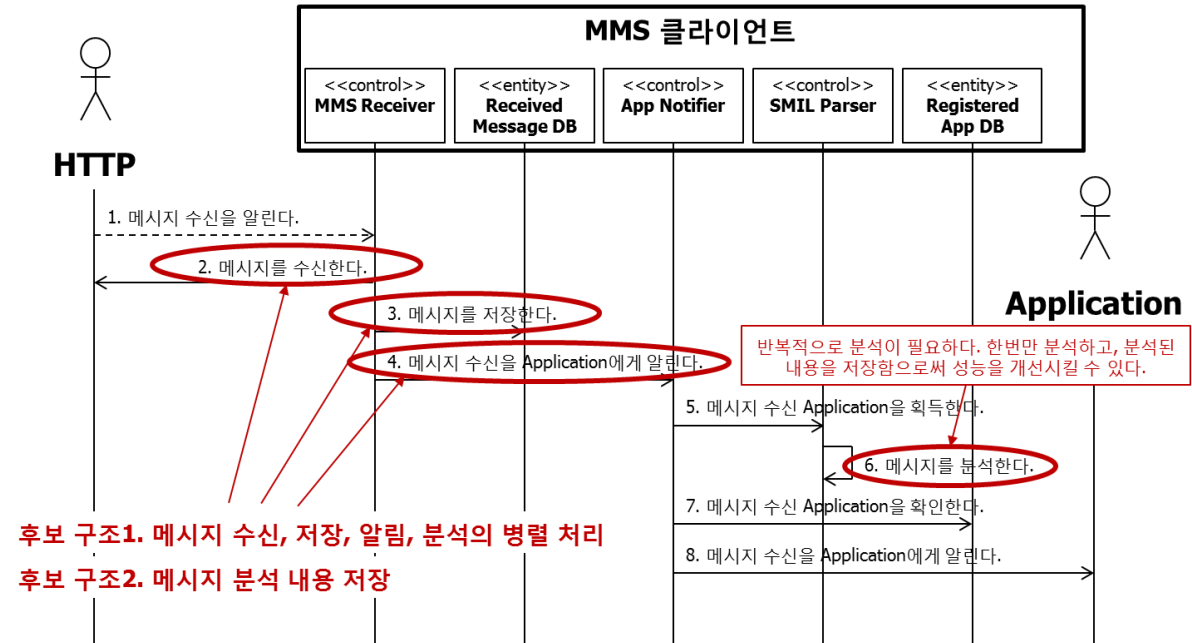 MMS 클라이언트
<<control>>
MMS Receiver
<<entity>>
Received
Message DB
<<control>>
App Notifier
<<control>>
SMIL Parser
<<entity>>
Registered
App DB
HTTP
Application
1. 메시지 수신을 알린다.
2. 메시지를 수신한다.
3. 메시지를 저장한다.
4. 메시지 수신을 Application에게 알린다.
반복적으로 분석이 필요하다. 한번만 분석하고, 분석된
내용을 저장함으로써 성능을 개선시킬 수 있다.
5. 메시지 수신 Application을 획득한다.
6. 메시지를 분석한다.
7. 메시지 수신 Application을 확인한다.
8. 메시지 수신을 Application에게 알린다.
후보 구조1. 메시지 수신, 저장, 알림, 분석의 병렬 처리
후보 구조2. 메시지 분석 내용 저장